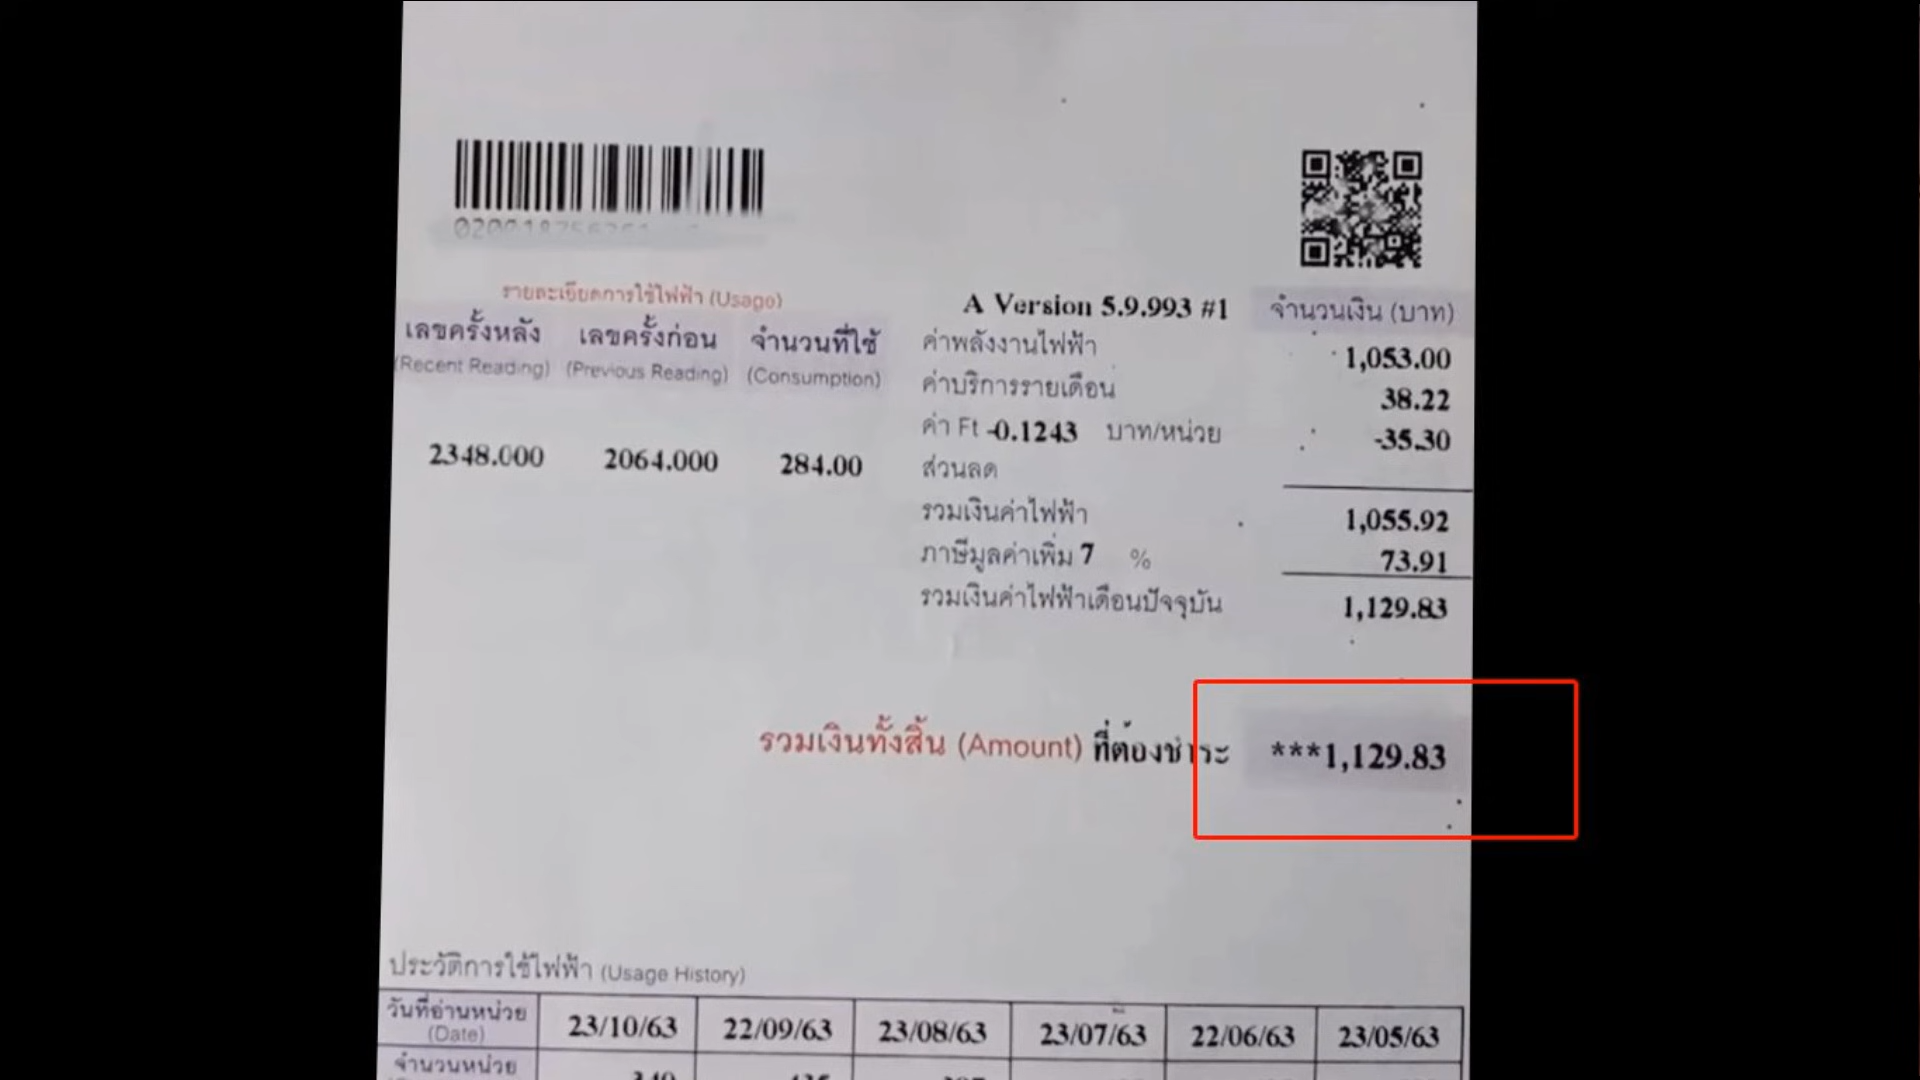 รายละเอียดการใช้ไฟฟ้า (Usage)
เลขครั้งหลัง เลขครั้งก่อน จำนวนที่ใช้
(Recent Reading) (Previous Reading) (Consumption)
2348.000 2064.000 284.00
A Version 5.9.993 #1 จำนวนเงิน (บาท)
ค่าพลังงานไฟฟ้า 1,053.00
ค่าบริการรายเดือน 38.22
ค่า Ft -0.1243 บาท/หน่วย -35.30
ส่วนลด
รวมเงินค่าไฟฟ้า 1,055.92
ภาษีมูลค่าเพิ่ม 7 % 73.91
รวมเงินค่าไฟฟ้าเดือนปัจจุบัน 1,129.83
รวมเงินทั้งสิ้น (Amount) ที่ต้องชำระ ***1,129.83
ประวัติการใช้ไฟฟ้า (Usage History)
วันที่อ่านหน่วย 23/10/63 22/09/63 23/08/63 23/07/63 22/06/63 23/05/63
(Date)
จำนวนหน่วย